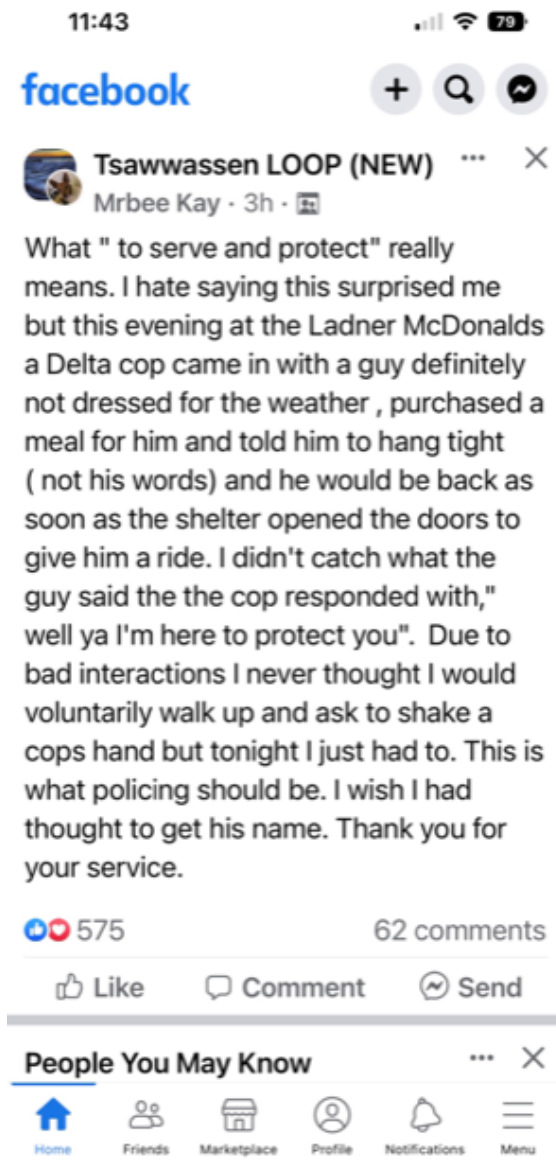 11:43
79
facebook
Tsawwassen LOOP (NEW)
Mrbee Kay · 3h ·
What " to serve and protect" really
means. I hate saying this surprised me
but this evening at the Ladner McDonalds
a Delta cop came in with a guy definitely
not dressed for the weather , purchased a
meal for him and told him to hang tight
( not his words) and he would be back as
soon as the shelter opened the doors to
give him a ride. I didn't catch what the
guy said the the cop responded with,"
well ya I'm here to protect you".  Due to
bad interactions I never thought I would
voluntarily walk up and ask to shake a
cops hand but tonight I just had to. This is
what policing should be. I wish I had
thought to get his name. Thank you for
your service.
575 62 comments
Like Comment Send
People You May Know
Home Friends Marketplace Profile Notifications Menu